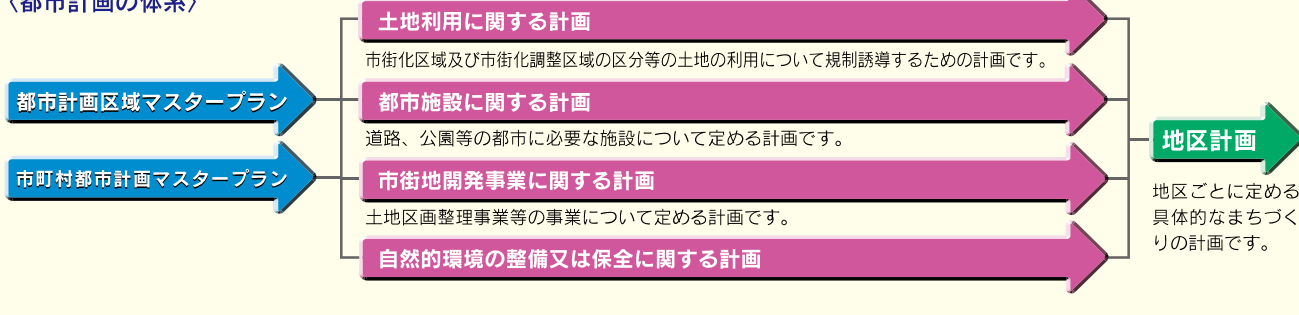 〈都市計画の体系〉
土地利用に関する計画
市街化区域及び市街化調整区域の区分等の土地の利用について規制誘導するための計画です。
都市計画区域マスタープラン
都市施設に関する計画
道路、公園等の都市に必要な施設について定める計画です。
地区計画
市町村都市計画マスタープラン
市街地開発事業に関する計画
土地区画整理事業等の事業について定める計画です。
地区ごとに定める
具体的なまちづく
りの計画です。
自然的環境の整備又は保全に関する計画